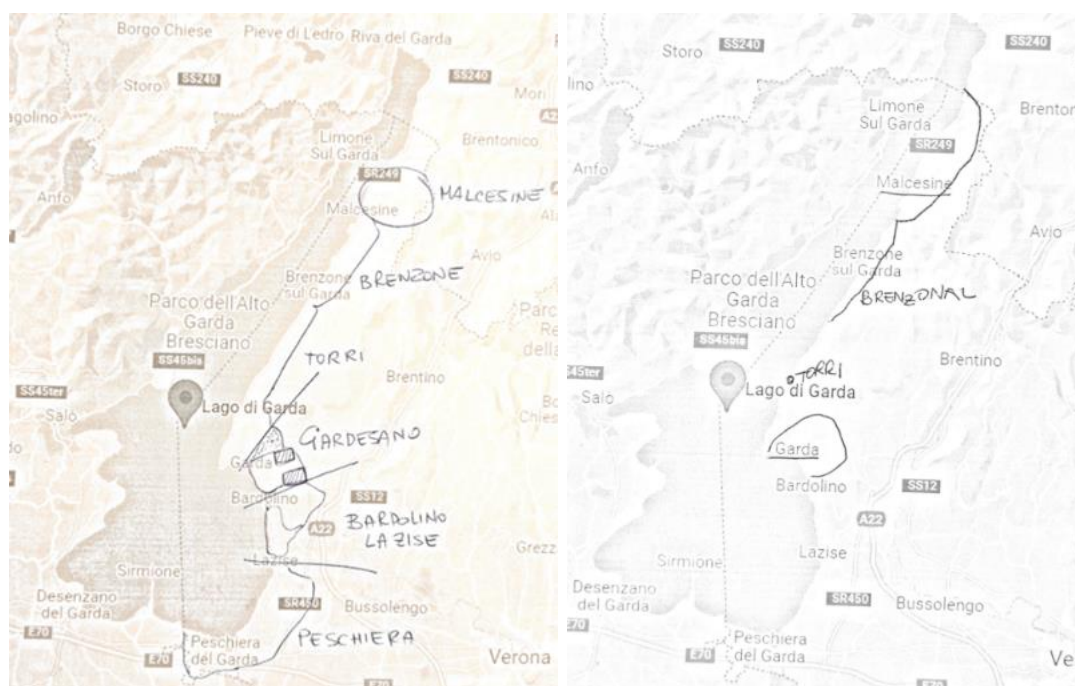 Borgo Chiese
Pieve di Ledro
Riva del Garda
SS240
SS240
Storo
Mori
Limone
Sul Garda
Brentonico
SR249
Anfo
Malcesine
MALCESINE
Avio
BRENZONE
Brenzone
sul Garda
Parco dell'Alto
Garda
Bresciano
TORRI
SS45bis
Brentino
SS45ter
Salò
Lago di Garda
GARDESANO
Garda
Bardolino
SS12
BARDOLINO
LAZISE
A22
Lazise
Sirmione
Desenzano
del Garda
SR450
Bussolengo
E70
Peschiera
del Garda
PESCHIERA
E70
Verona
E70
SS240
Storo
SS240
Limone
Sul Garda
SR249
Anfo
Malcesine
Avio
Brenzone
sul Garda
Parco dell'Alto
Garda
Bresciano
BRENZONAL
SS45bis
Brentino
TORRI
Lago di Garda
Salò
Garda
Bardolino
SS12
A22
Lazise
Sirmione
Desenzano
del Garda
SR450
Bussolengo
Peschiera
del Garda
E70
E70